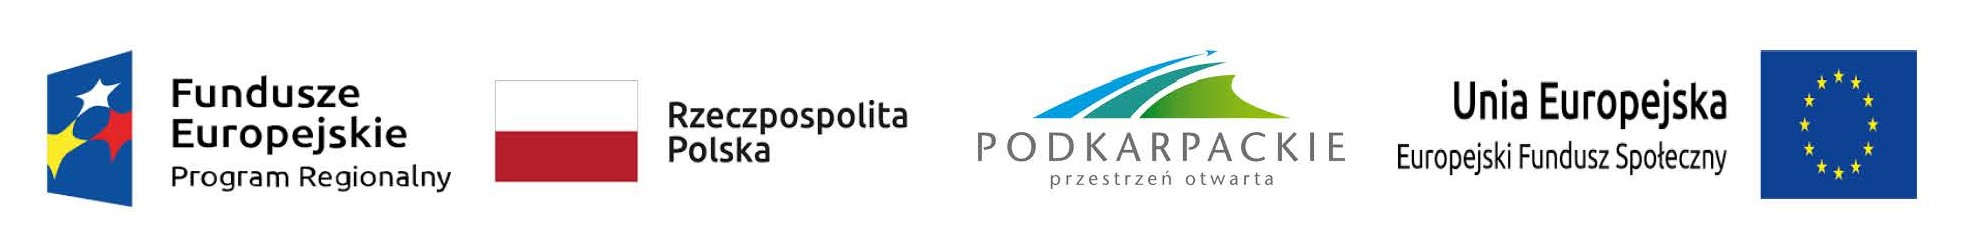 Fundusze
Europejskie
Program Regionalny
Rzeczpospolita
Polska
PODKARPACKIE
przestrzeń otwarta
Unia Europejska
Europejski Fundusz Społeczny